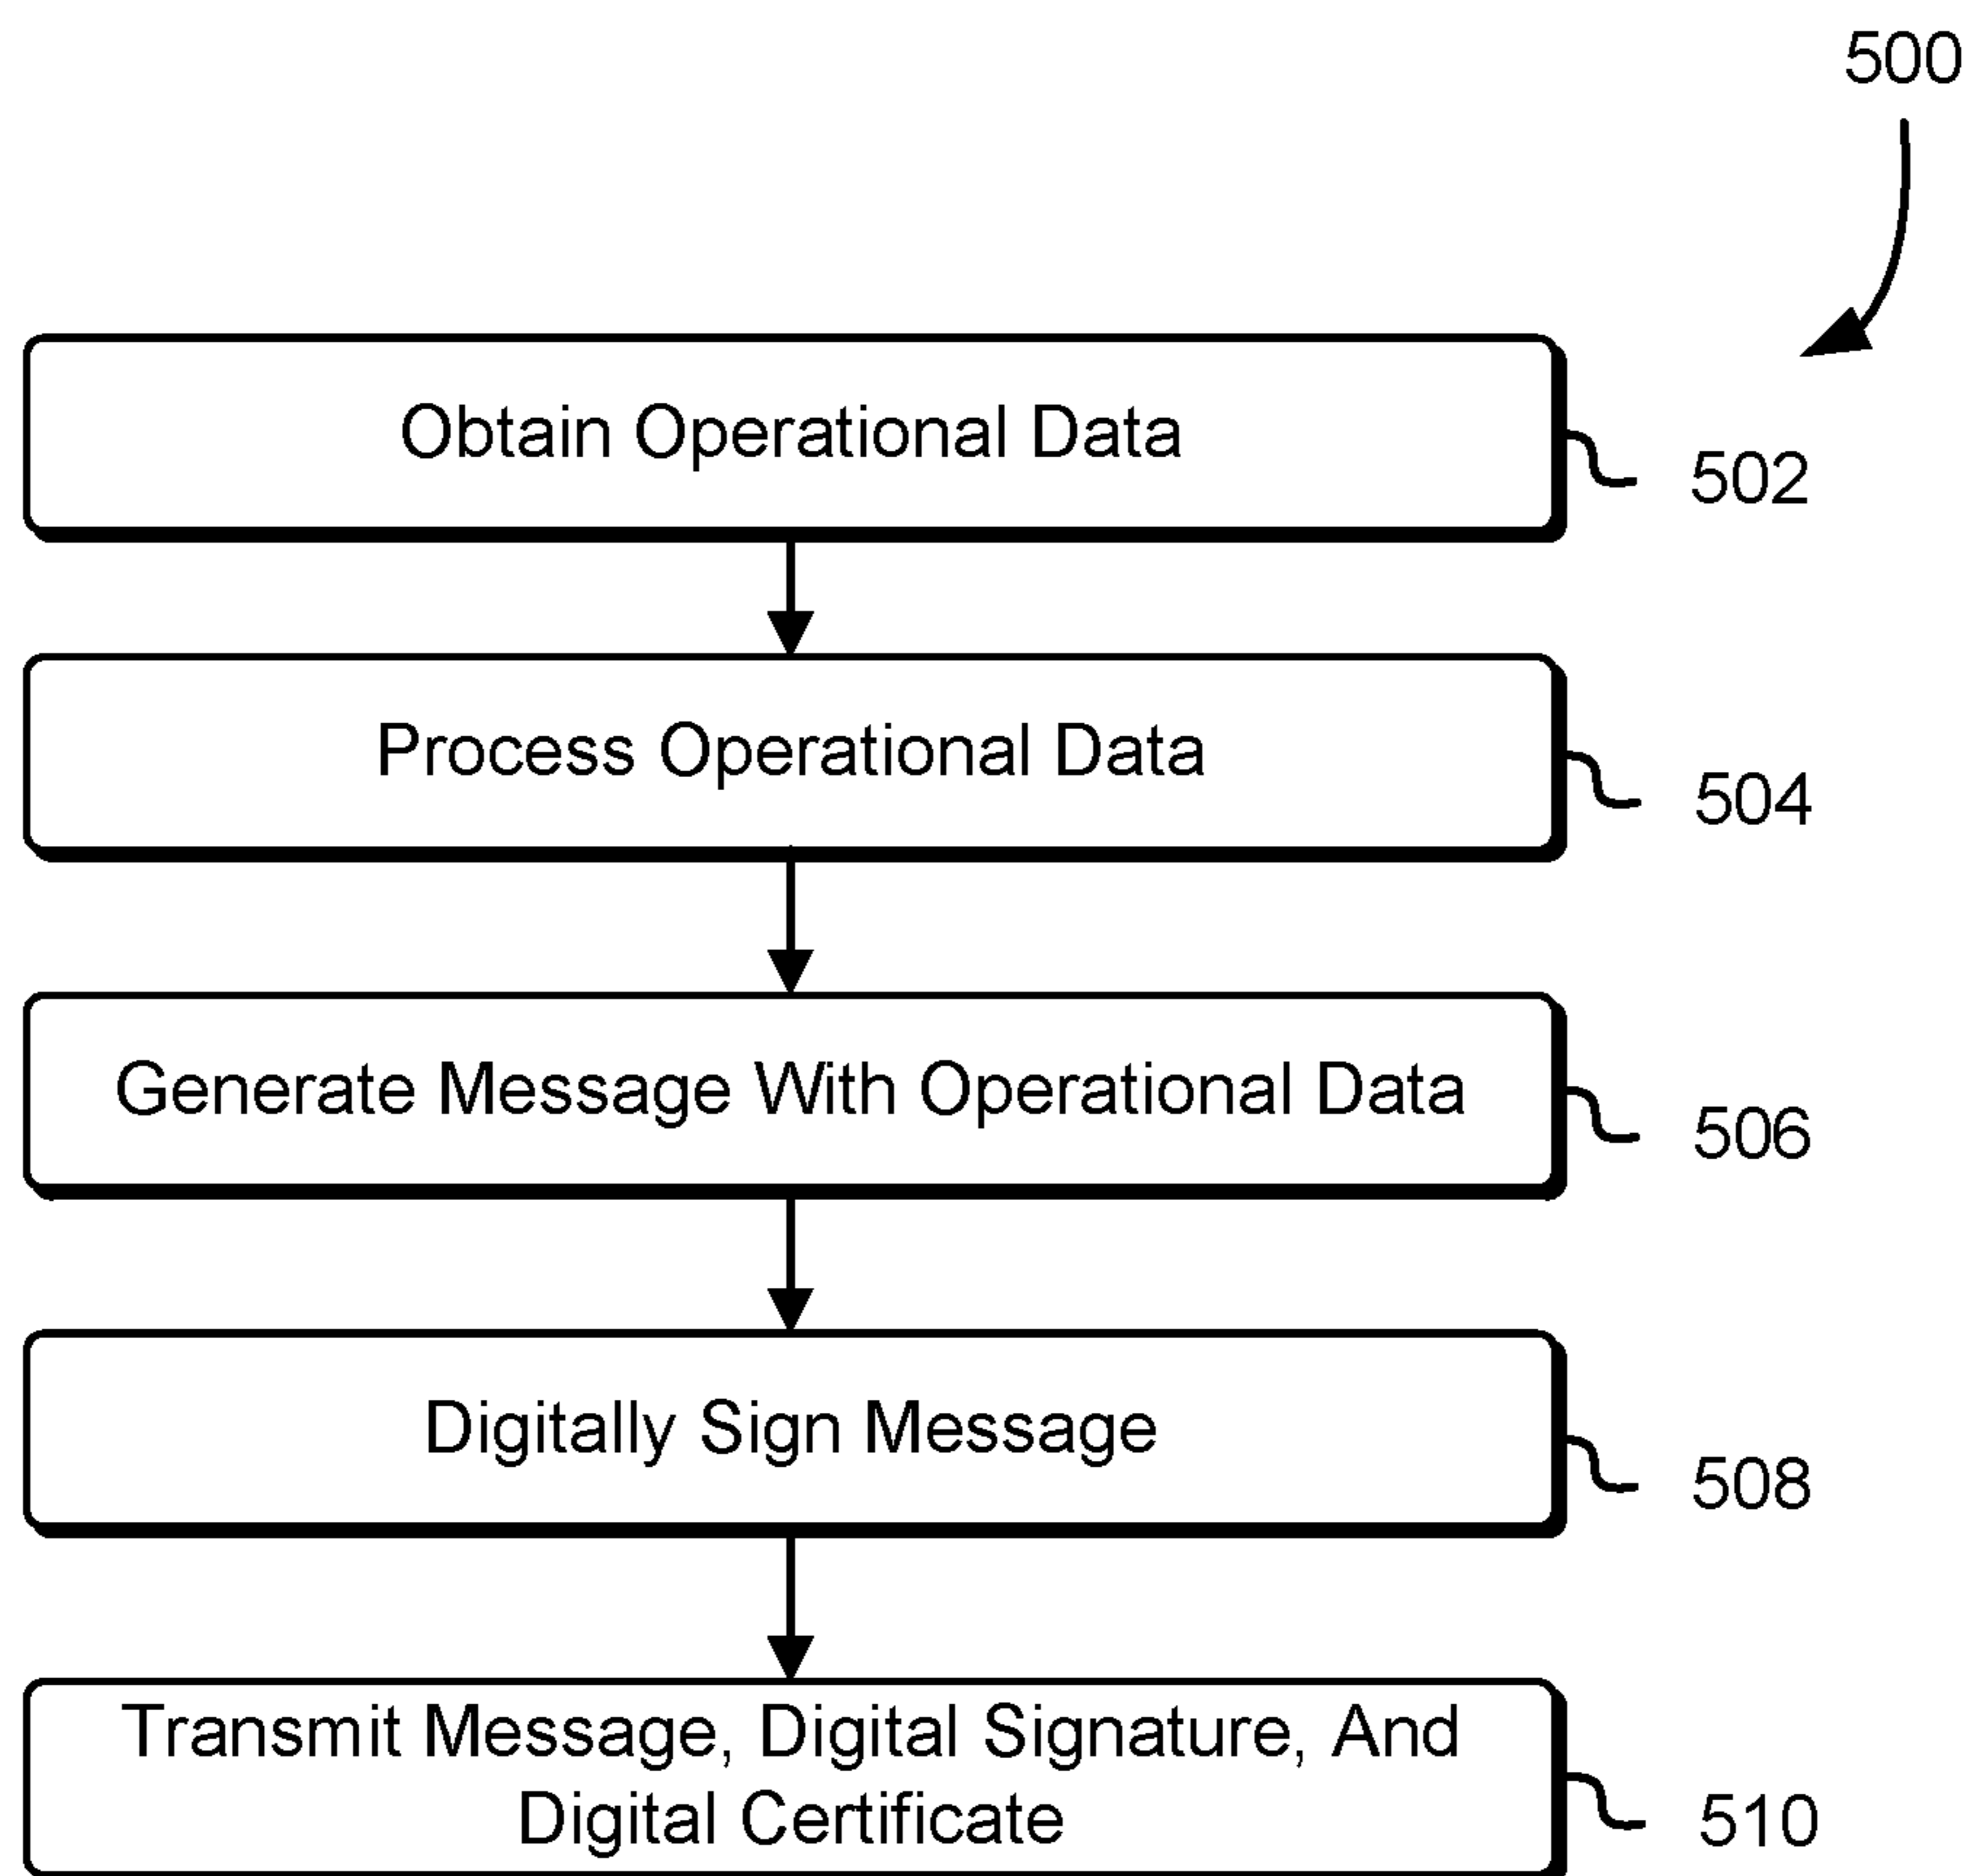 500
Obtain Operational Data
502
Process Operational Data
504
Generate Message With Operational Data
506
Digitally Sign Message
508
Transmit Message, Digital Signature, And
Digital Certificate
510